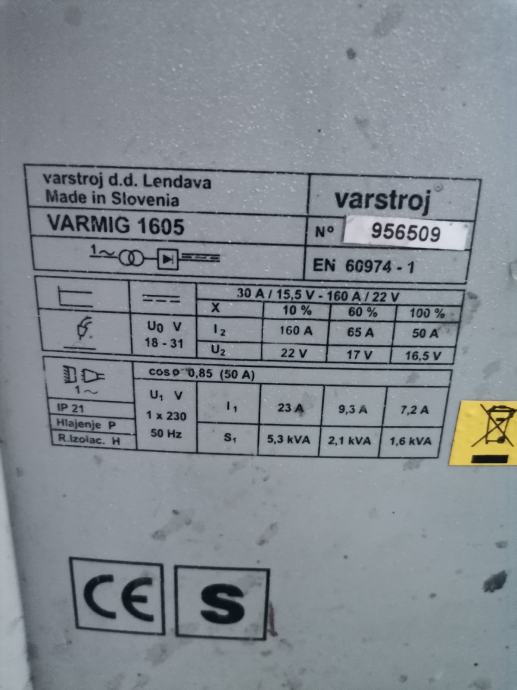 varstroj d.d. Lendava
Made in Slovenia
varstroj
VARMIG 1605
Nº 956509
1~
EN 60974 - 1
30 A / 15,5 V - 160 A / 22 V
X 10 % 60 % 100 %
U0 V
18 - 31
I2 160 A 65 A 50 A
U2 22 V 17 V 16,5 V
cos φ 0,85 (50 A)
1~
U1 V
1 x 230
50 Hz
I1 23 A 9,3 A 7,2 A
IP 21
Hlajenje P
R.Izolac. H
S1 5,3 kVA 2,1 kVA 1,6 kVA
CE S